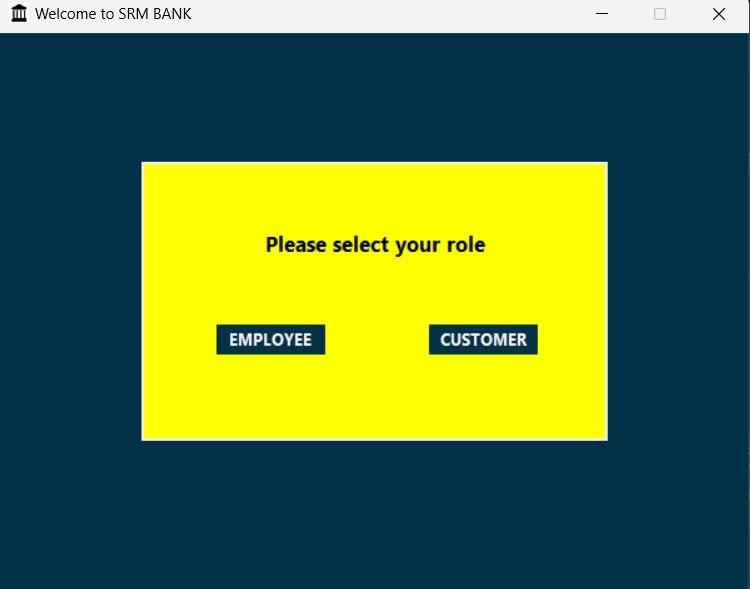 Welcome to SRM BANK
Please select your role
EMPLOYEE CUSTOMER